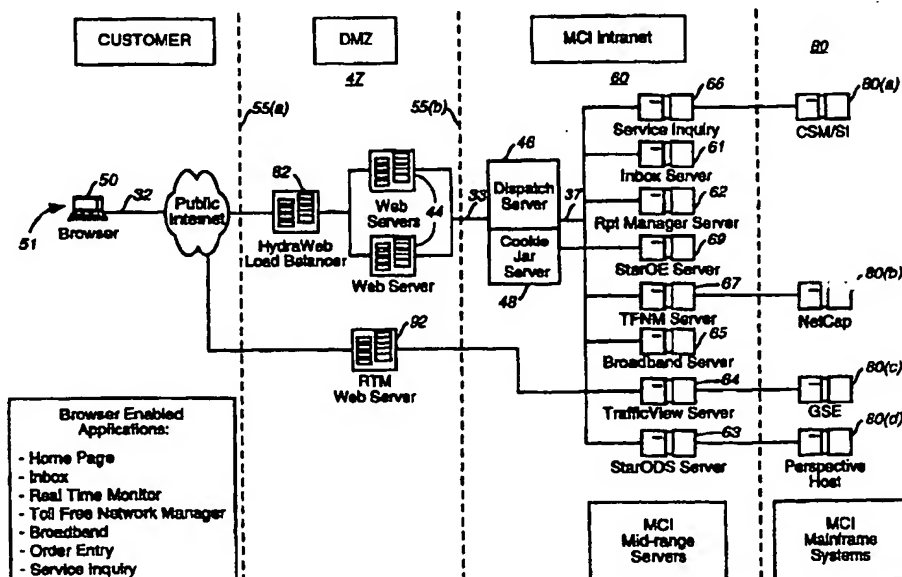 CUSTOMER
DMZ
MCI Intranet
47
60
80
55(a)
55(b)
66
80(a)
Service Inquiry
CSM/SI
61
Inbox Server
50
32
51
Browser
Public
Internet
82
HydraWeb
Load Balancer
Web
Servers
44
Web Server
33
46
Dispatch
Server
37
Cookie
Jar
Server
48
62
Rpt Manager Server
69
StarOE Server
67
80(b)
TFNM Server
NetCap
65
Broadband Server
92
RTM
Web Server
64
80(c)
TrafficView Server
GSE
63
80(d)
StarODS Server
Perspective
Host
Browser Enabled
Applications:
- Home Page
- Inbox
- Real Time Monitor
- Toll Free Network Manager
- Broadband
- Order Entry
- Service Inquiry
MCI
Mid-range
Servers
MCI
Mainframe
Systems